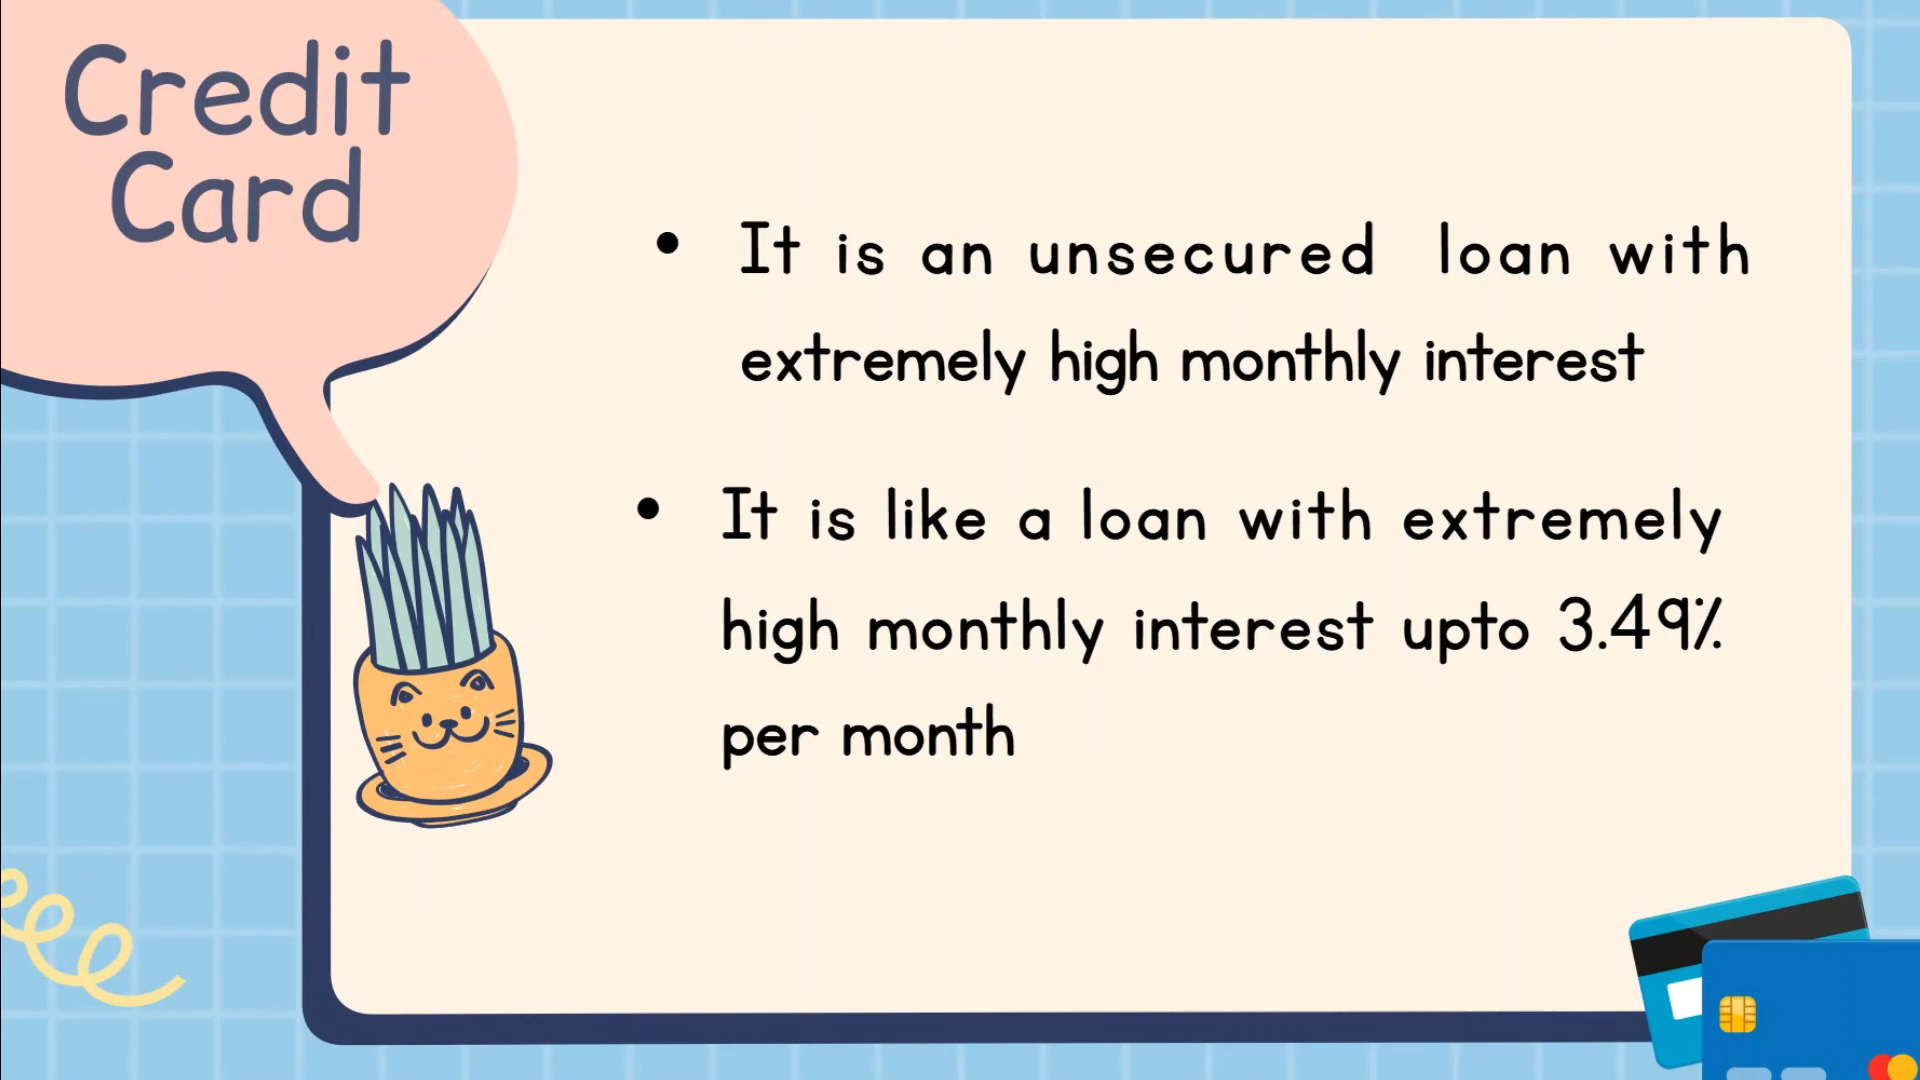 Credit
Card
• It is an unsecured loan with
extremely high monthly interest
• It is like a loan with extremely
high monthly interest upto 3.49%
per month